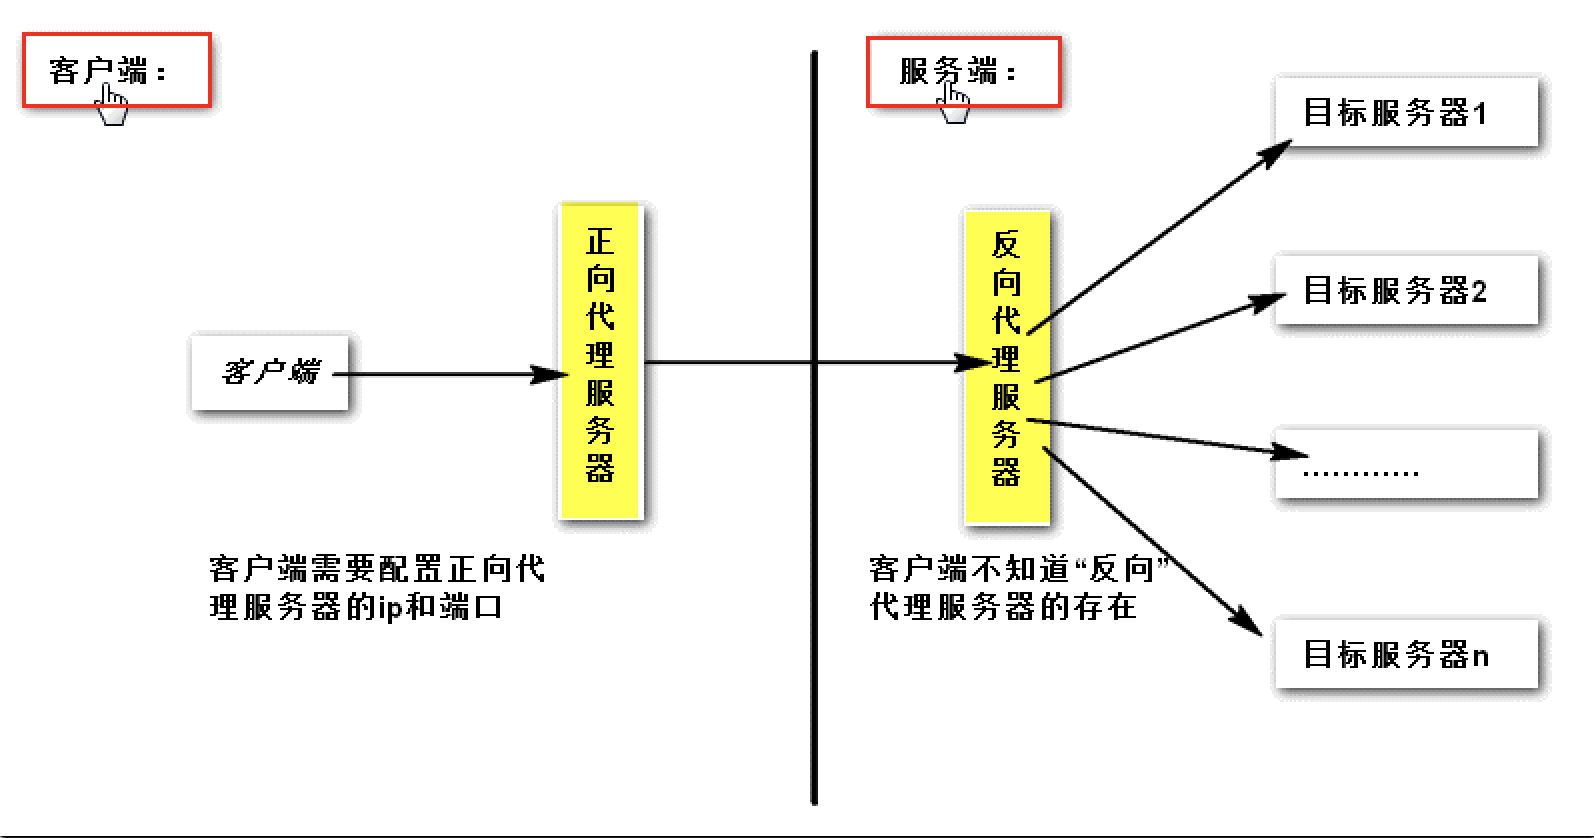 客户端：
服务端：
目标服务器1
正向代理服务器
反向代理服务器
目标服务器2
客户端
............
客户端需要配置正向代
理服务器的ip和端口
客户端不知道“反向”
代理服务器的存在
目标服务器n